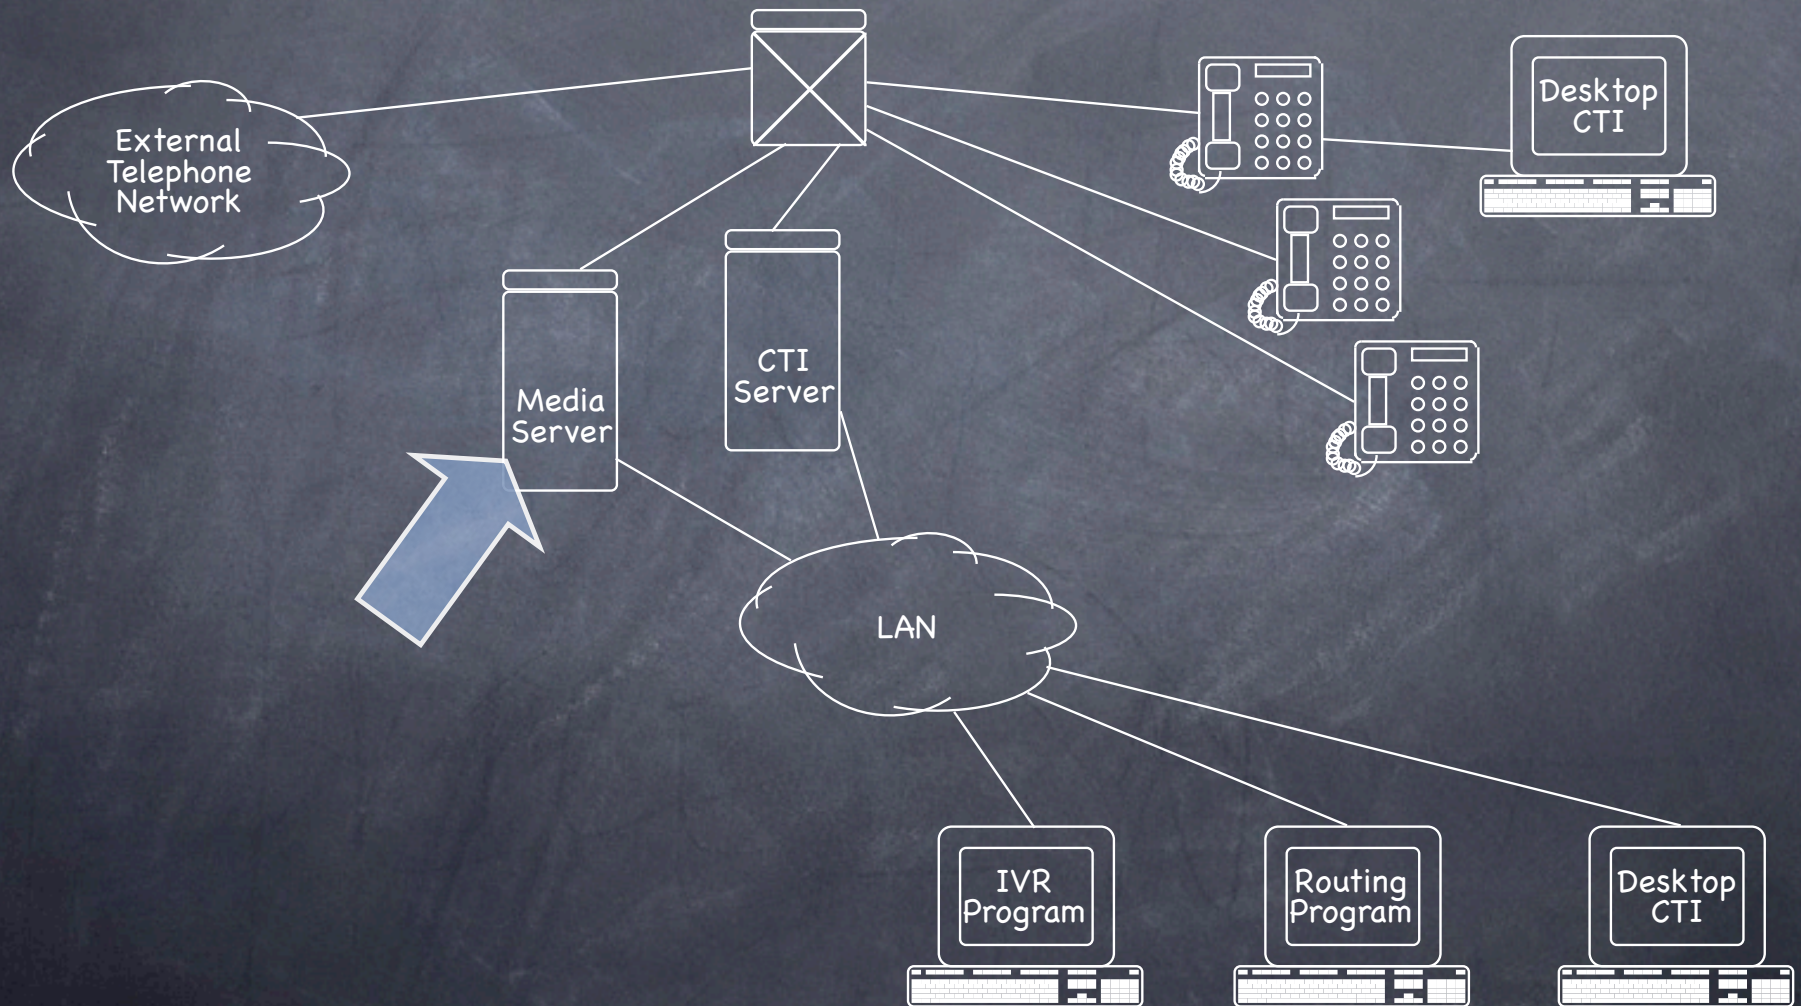 External
Telephone
Network
Desktop
CTI
CTI
Server
Media
Server
LAN
IVR
Program
Routing
Program
Desktop
CTI